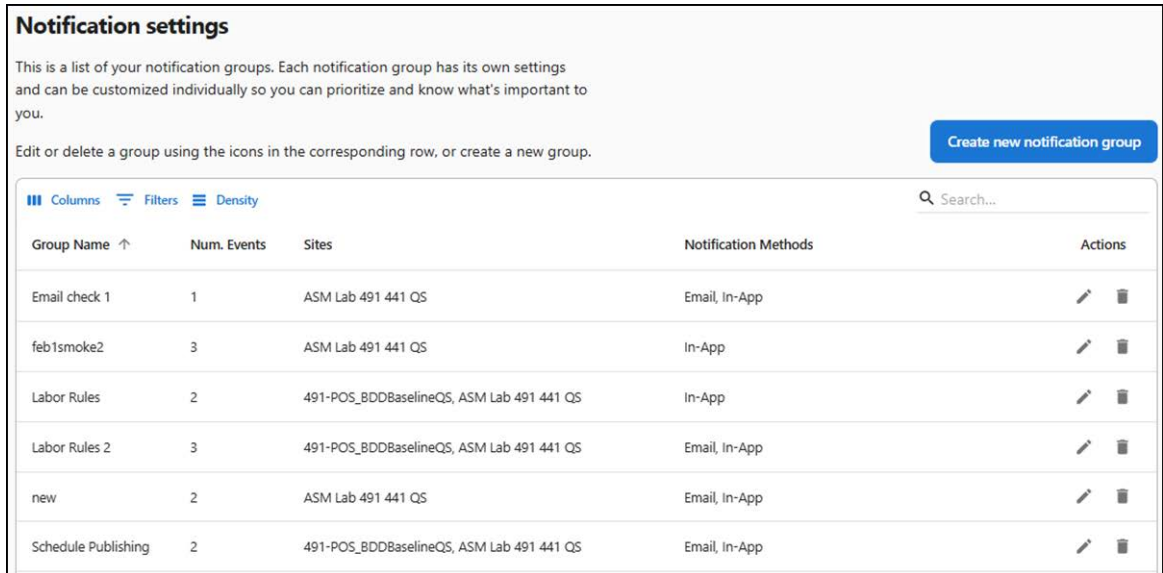 Notification settings
This is a list of your notification groups. Each notification group has its own settings
and can be customized individually so you can prioritize and know what's important to
you.
Edit or delete a group using the icons in the corresponding row, or create a new group.
Create new notification group
Columns Filters Density Search...
Group Name Num. Events Sites Notification Methods Actions
Email check 1 1 ASM Lab 491 441 QS Email, In-App
feb1smoke2 3 ASM Lab 491 441 QS In-App
Labor Rules 2 491-POS_BDDBaselineQS, ASM Lab 491 441 QS In-App
Labor Rules 2 3 491-POS_BDDBaselineQS, ASM Lab 491 441 QS Email, In-App
new 2 ASM Lab 491 441 QS Email, In-App
Schedule Publishing 2 491-POS_BDDBaselineQS, ASM Lab 491 441 QS Email, In-App